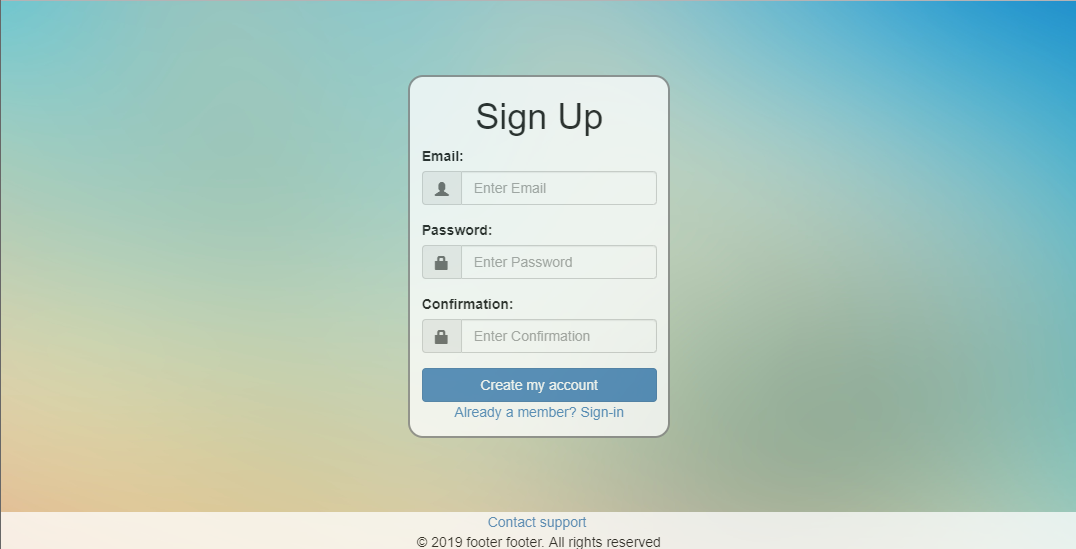 Sign Up
Email:
Enter Email
Password:
Enter Password
Confirmation:
Enter Confirmation
Create my account
Already a member? Sign-in
Contact support
© 2019 footer footer. All rights reserved